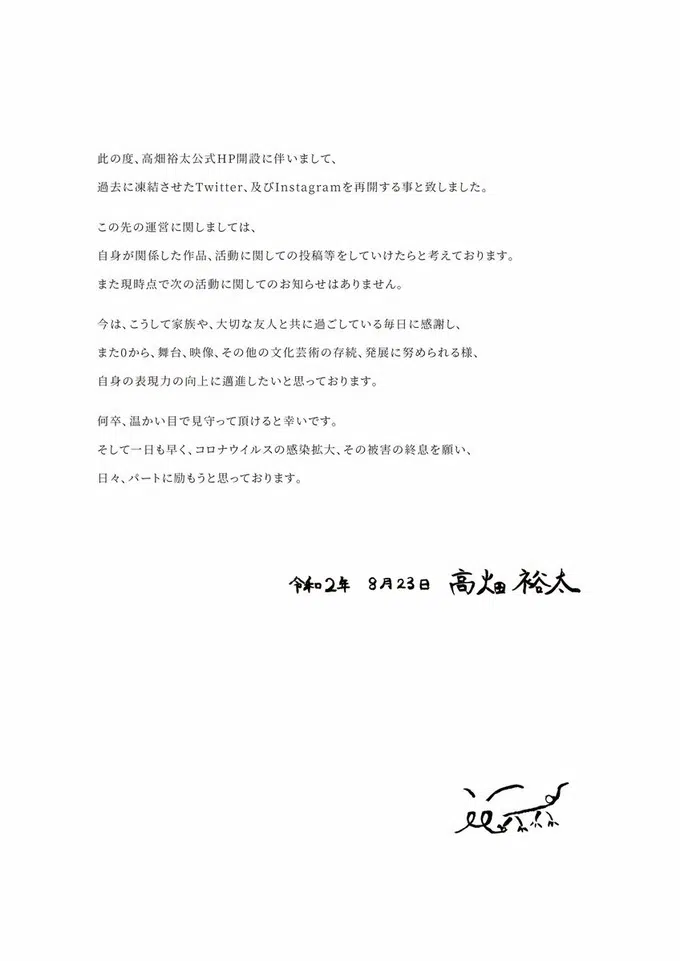 此の度、高畑裕太公式HP開設に伴いまして、
過去に凍結させたTwitter、及びInstagramを再開する事と致しました。
この先の運営に関しましては、
自身が関係した作品、活動に関しての投稿等をしていけたらと考えております。
また現時点で次の活動に関してのお知らせはありません。
今は、こうして家族や、大切な友人と共に過ごしている毎日に感謝し、
また0から、舞台、映像、その他の文化芸術の存続、発展に努められる様、
自身の表現力の向上に邁進したいと思っております。
何卒、温かい目で見守って頂けると幸いです。
そして一日も早く、コロナウイルスの感染拡大、その被害の終息を願い、
日々、パートに励もうと思っております。
令和2年 8月23日 高畑 裕太